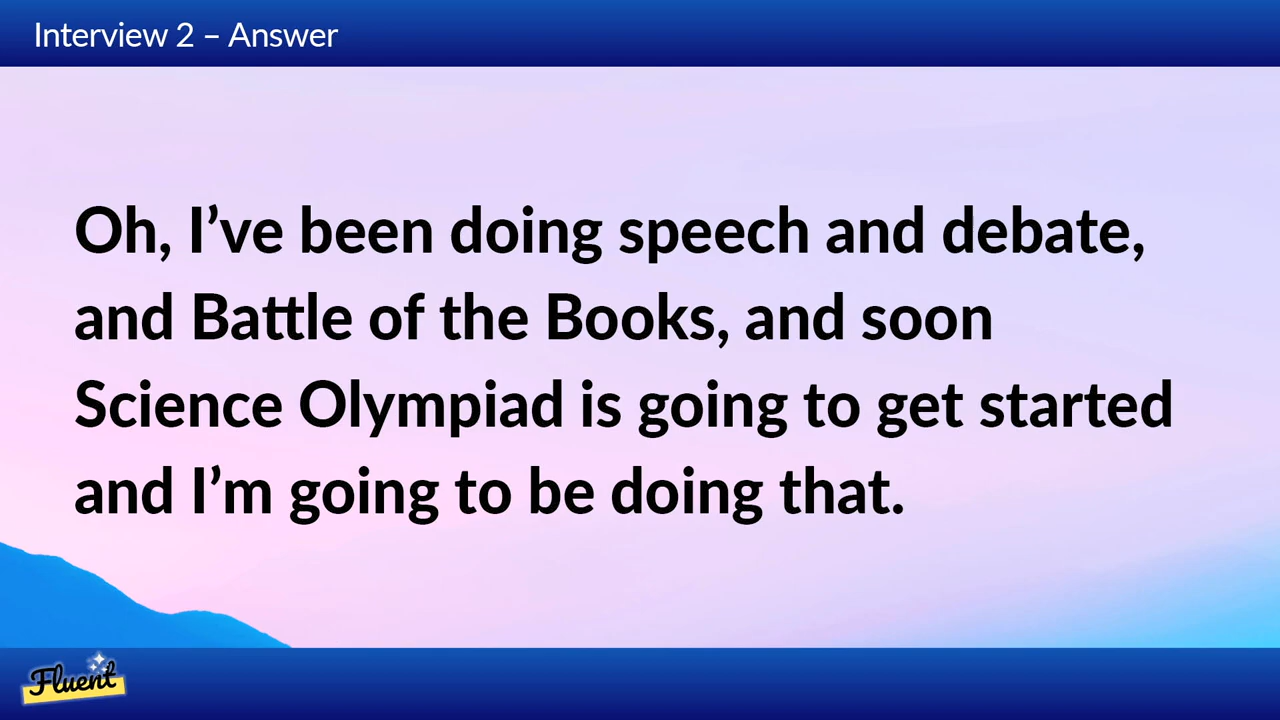 Interview 2 – Answer
Oh, I’ve been doing speech and debate,
and Battle of the Books, and soon
Science Olympiad is going to get started
and I’m going to be doing that.
Fluent